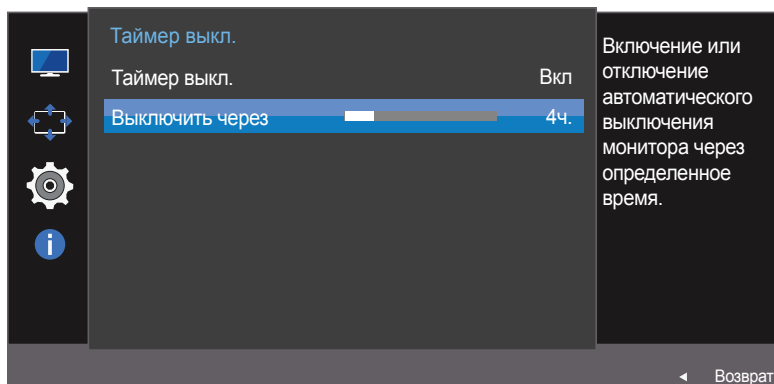 Таймер выкл.
Таймер выкл. Вкл
Выключить через 4ч.
Включение или
отключение
автоматического
выключения
монитора через
определенное
время.
Возврат